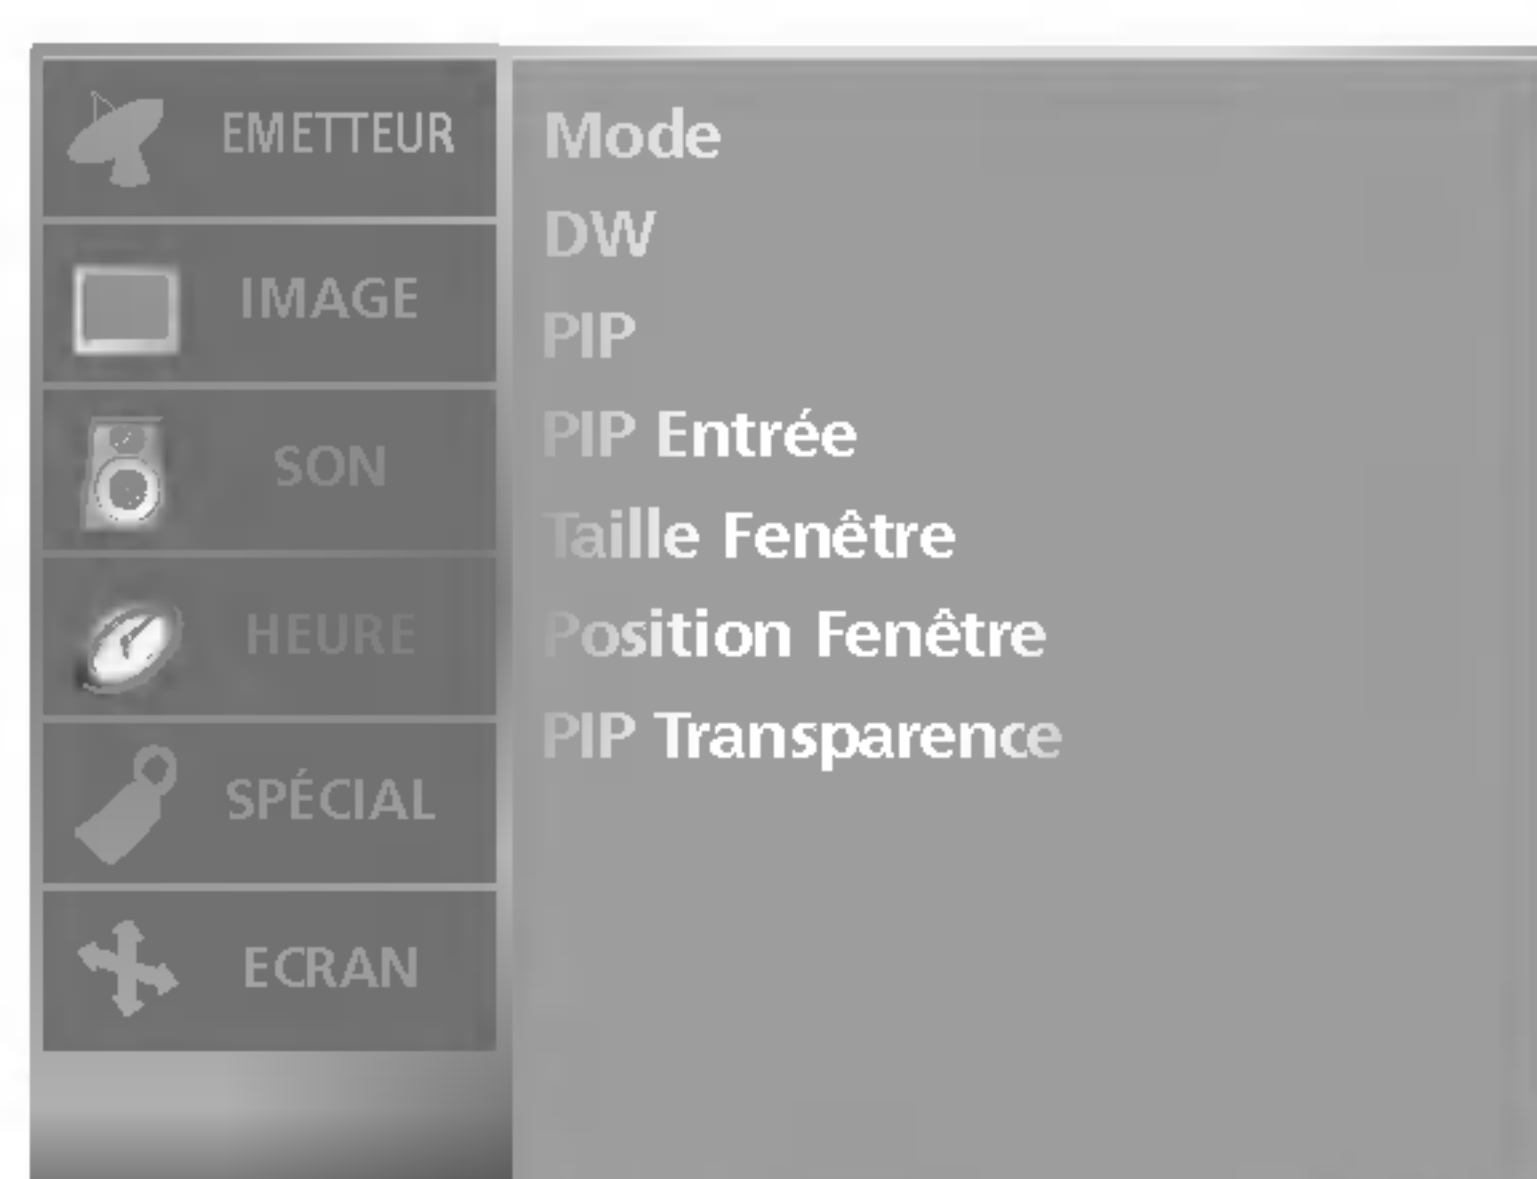 EMETTEUR
IMAGE
SON
HEURE
SPÉCIAL
ECRAN
Mode
DW
PIP
PIP Entrée
Taille Fenêtre
Position Fenêtre
PIP Transparence